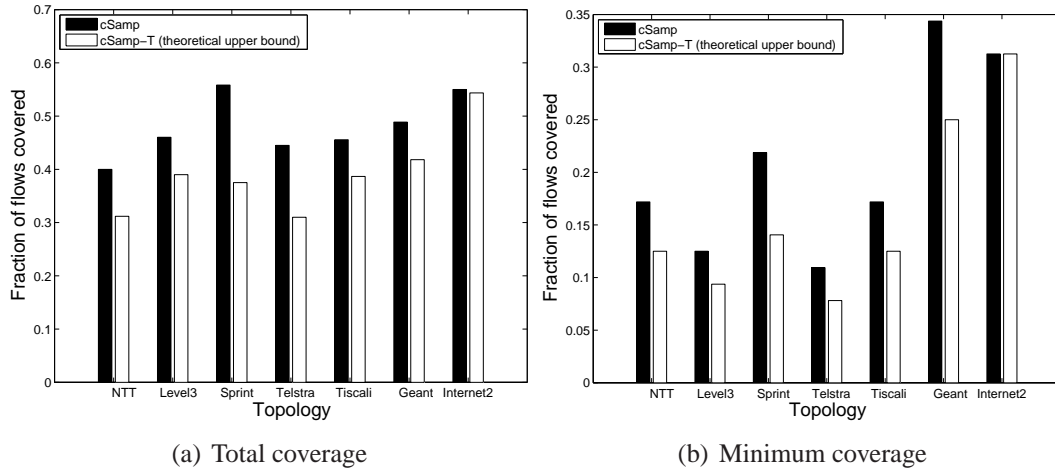 0.7
0.6
0.5
0.4
0.3
0.2
0.1
0
Fraction of flows covered
cSamp
cSamp−T (theoretical upper bound)
NTT Level3 Sprint Telstra Tiscali Geant Internet2
Topology
(a) Total coverage
0.35
0.3
0.25
0.2
0.15
0.1
0.05
0
Fraction of flows covered
cSamp
cSamp−T (theoretical upper bound)
NTT Level3 Sprint Telstra Tiscali Geant Internet2
Topology
(b) Minimum coverage